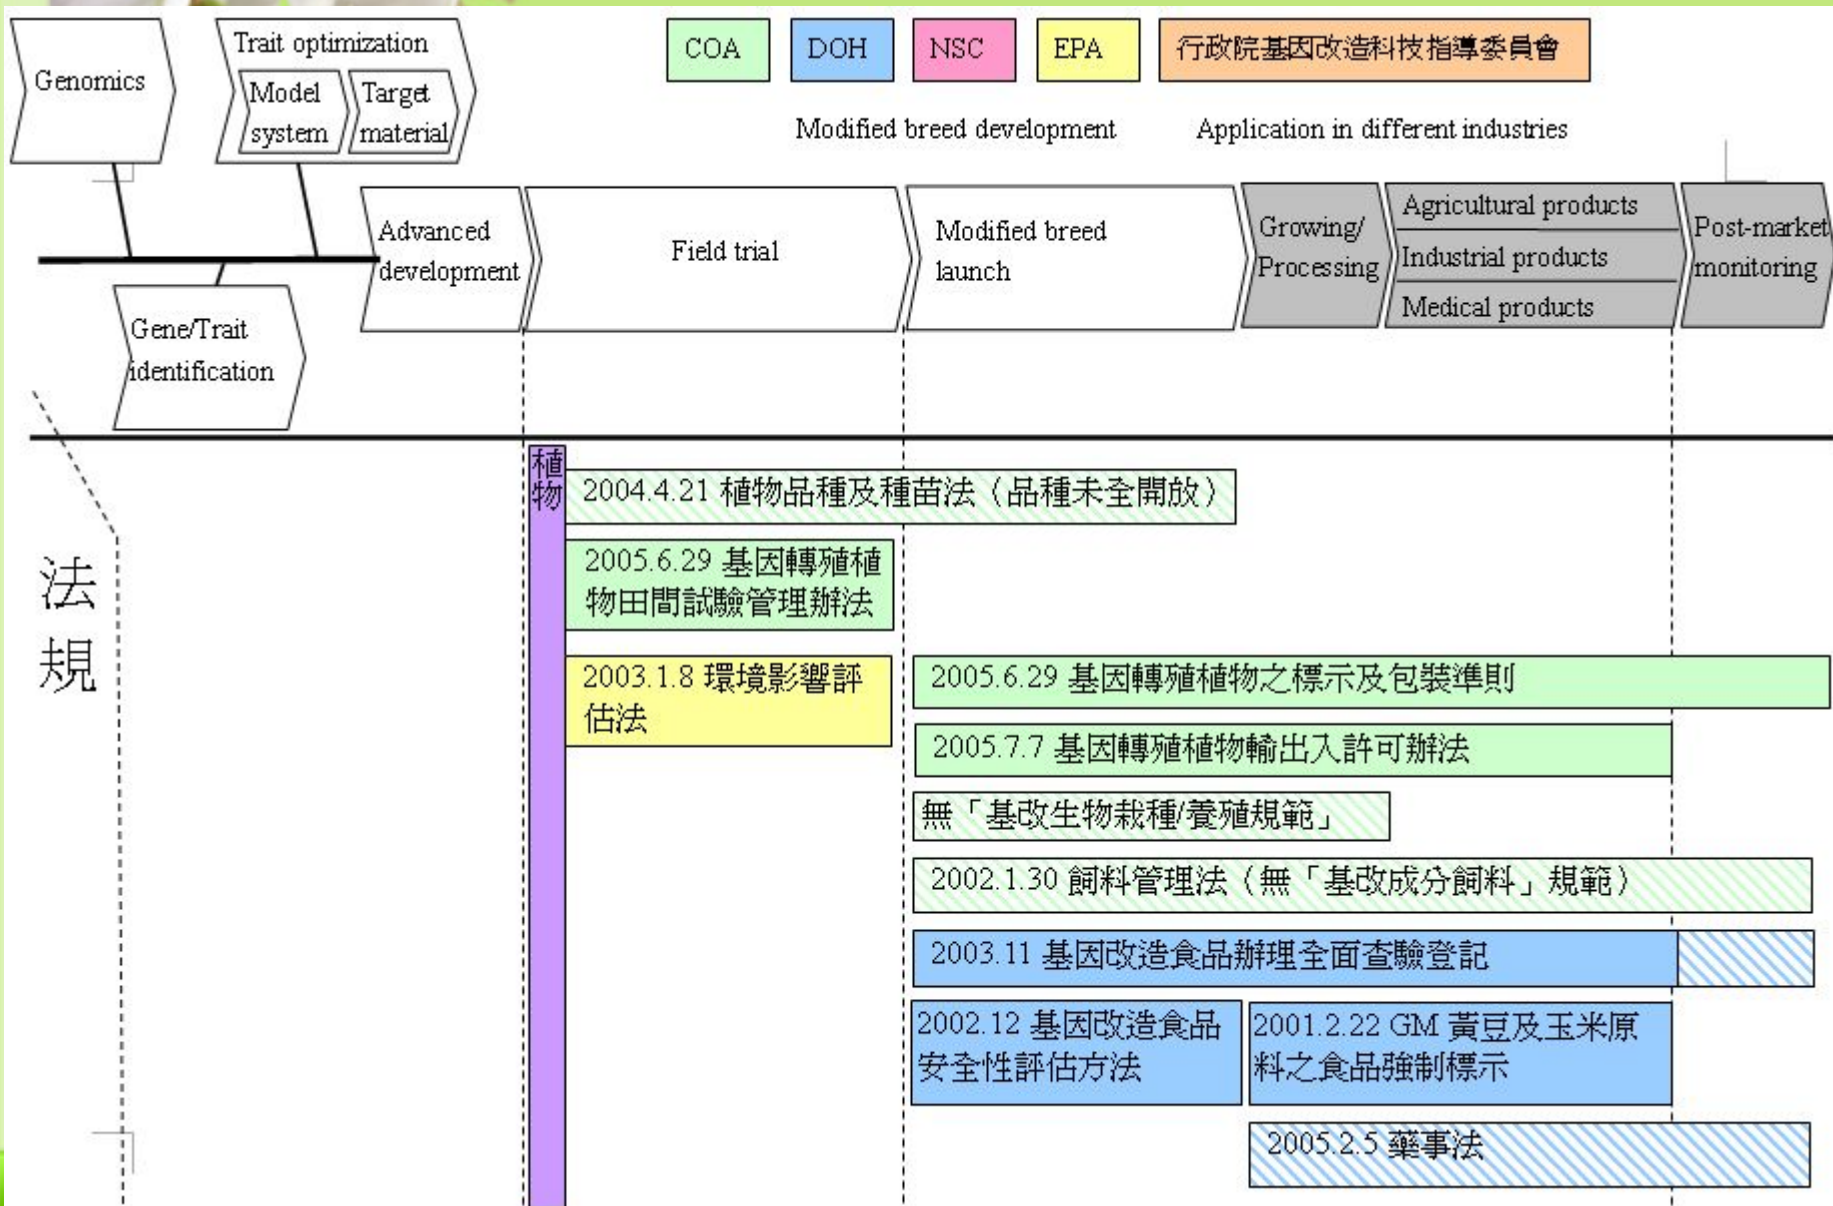 Genomics
Trait optimization
Model
system
Target
material
COA
DOH
NSC
EPA
行政院基因改造科技指導委員會
Modified breed development
Application in different industries
Advanced
development
Field trial
Modified breed
launch
Growing/
Processing
Agricultural products
Industrial products
Medical products
Post-market
monitoring
Gene/Trait
identification
法
規
植
物
2004.4.21 植物品種及種苗法（品種未全開放）
2005.6.29 基因轉殖植
物田間試驗管理辦法
2003.1.8 環境影響評
估法
2005.6.29 基因轉殖植物之標示及包裝準則
2005.7.7 基因轉殖植物輸出入許可辦法
無「基改生物栽種/養殖規範」
2002.1.30 飼料管理法（無「基改成分飼料」規範）
2003.11 基因改造食品辦理全面查驗登記
2002.12 基因改造食品
安全性評估方法
2001.2.22 GM 黃豆及玉米原
料之食品強制標示
2005.2.5 藥事法